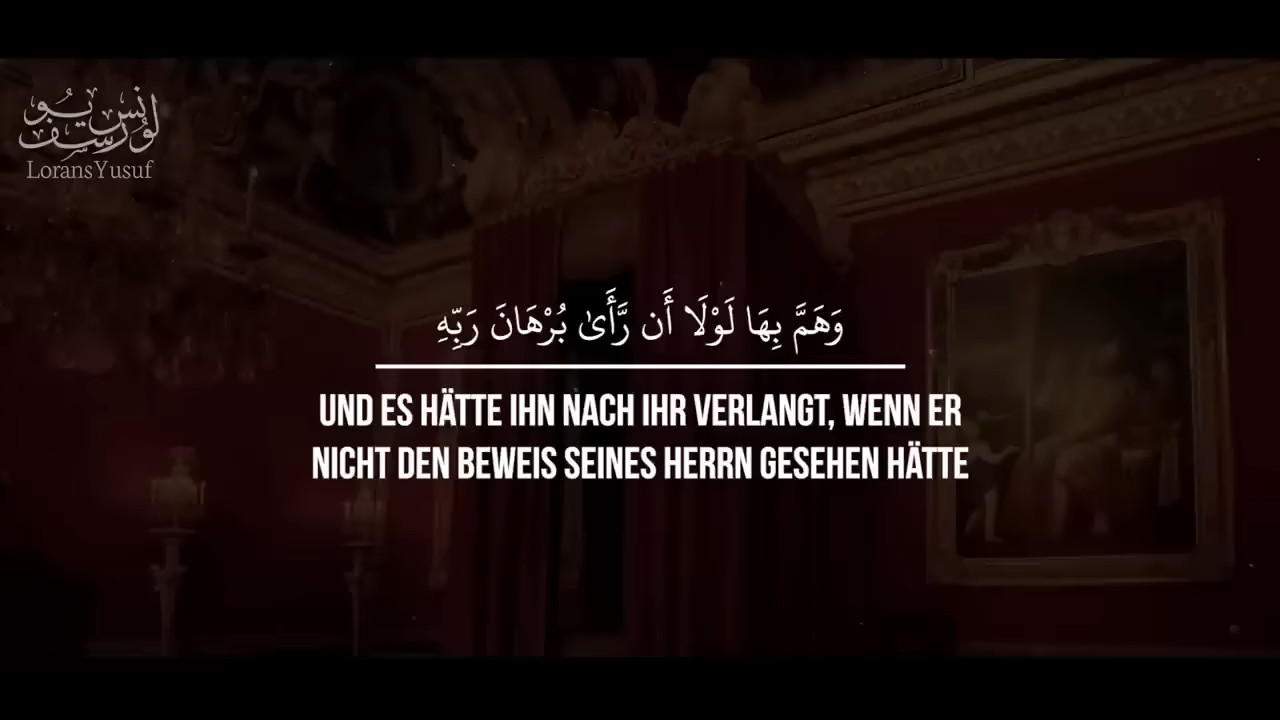 لورنس يوسف
LoransYusuf
وَهَمَّ بِهَا لَوْلَا أَن رَّأَىٰ بُرْهَانَ رَبِّهِ
UND ES HÄTTE IHN NACH IHR VERLANGT, WENN ER
NICHT DEN BEWEIS SEINES HERRN GESEHEN HÄTTE